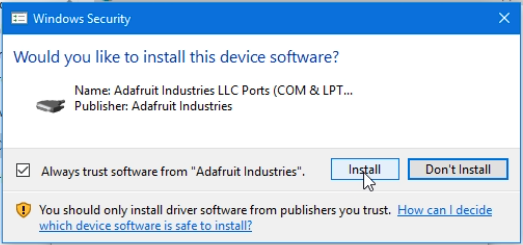 Windows Security
Would you like to install this device software?
Name: Adafruit Industries LLC Ports (COM & LPT...
Publisher: Adafruit Industries
Always trust software from "Adafruit Industries".
Install
Don't Install
You should only install driver software from publishers you trust. How can I decide
which device software is safe to install?